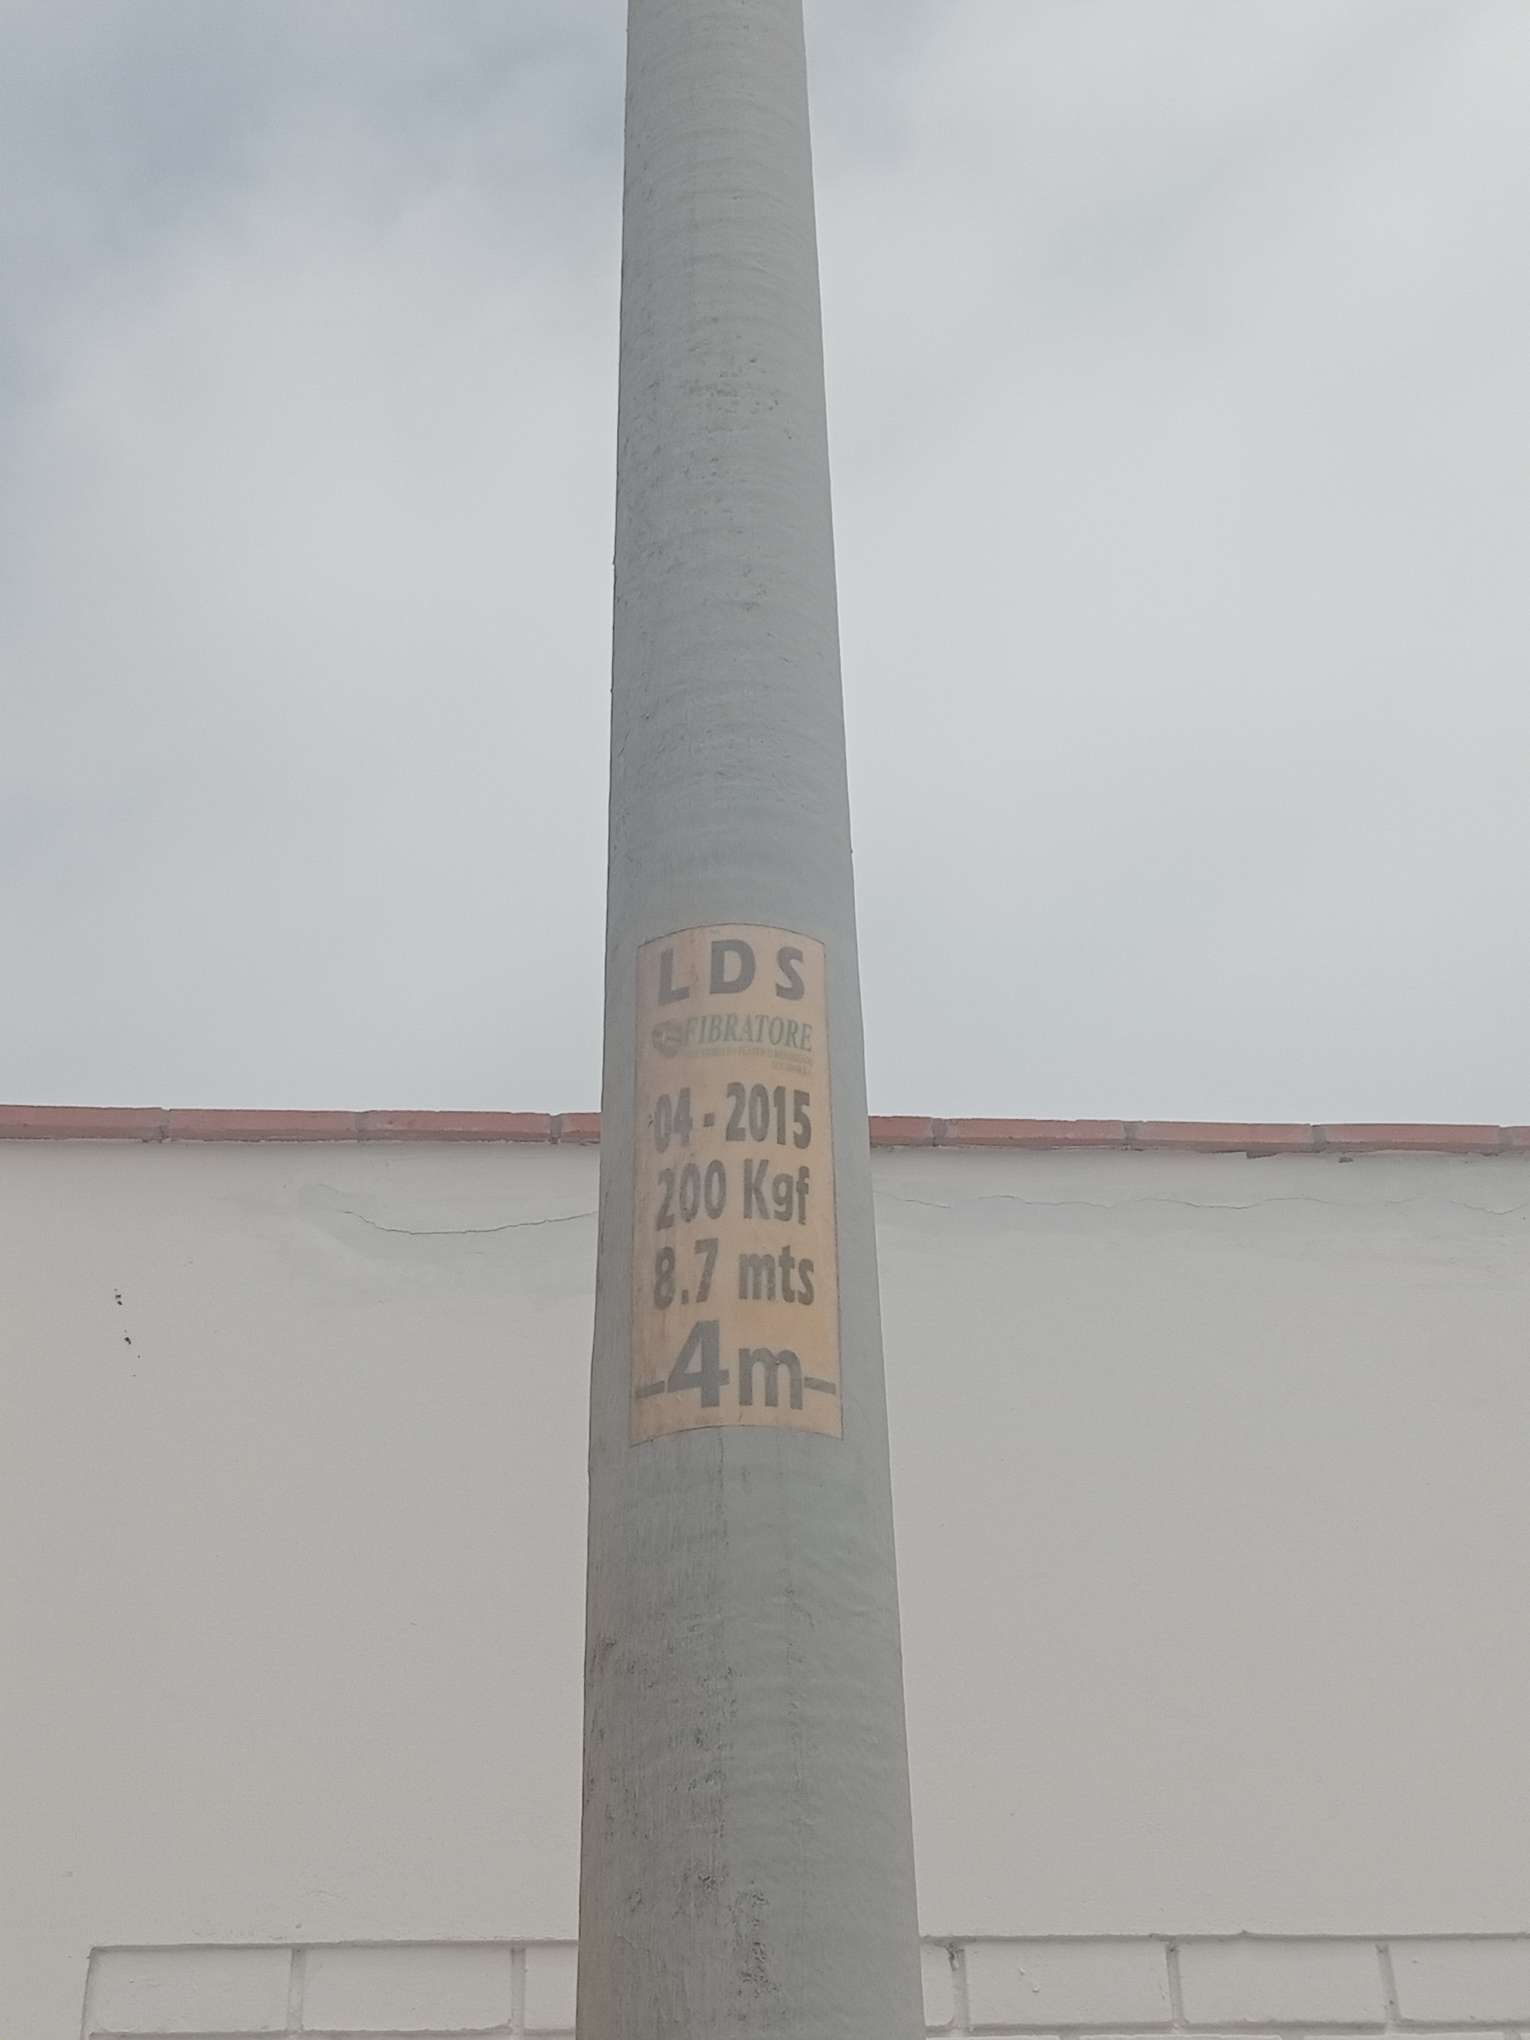 LDS
FIBRATORE
04-2015
200 Kgf
8.7 mts
-4m-